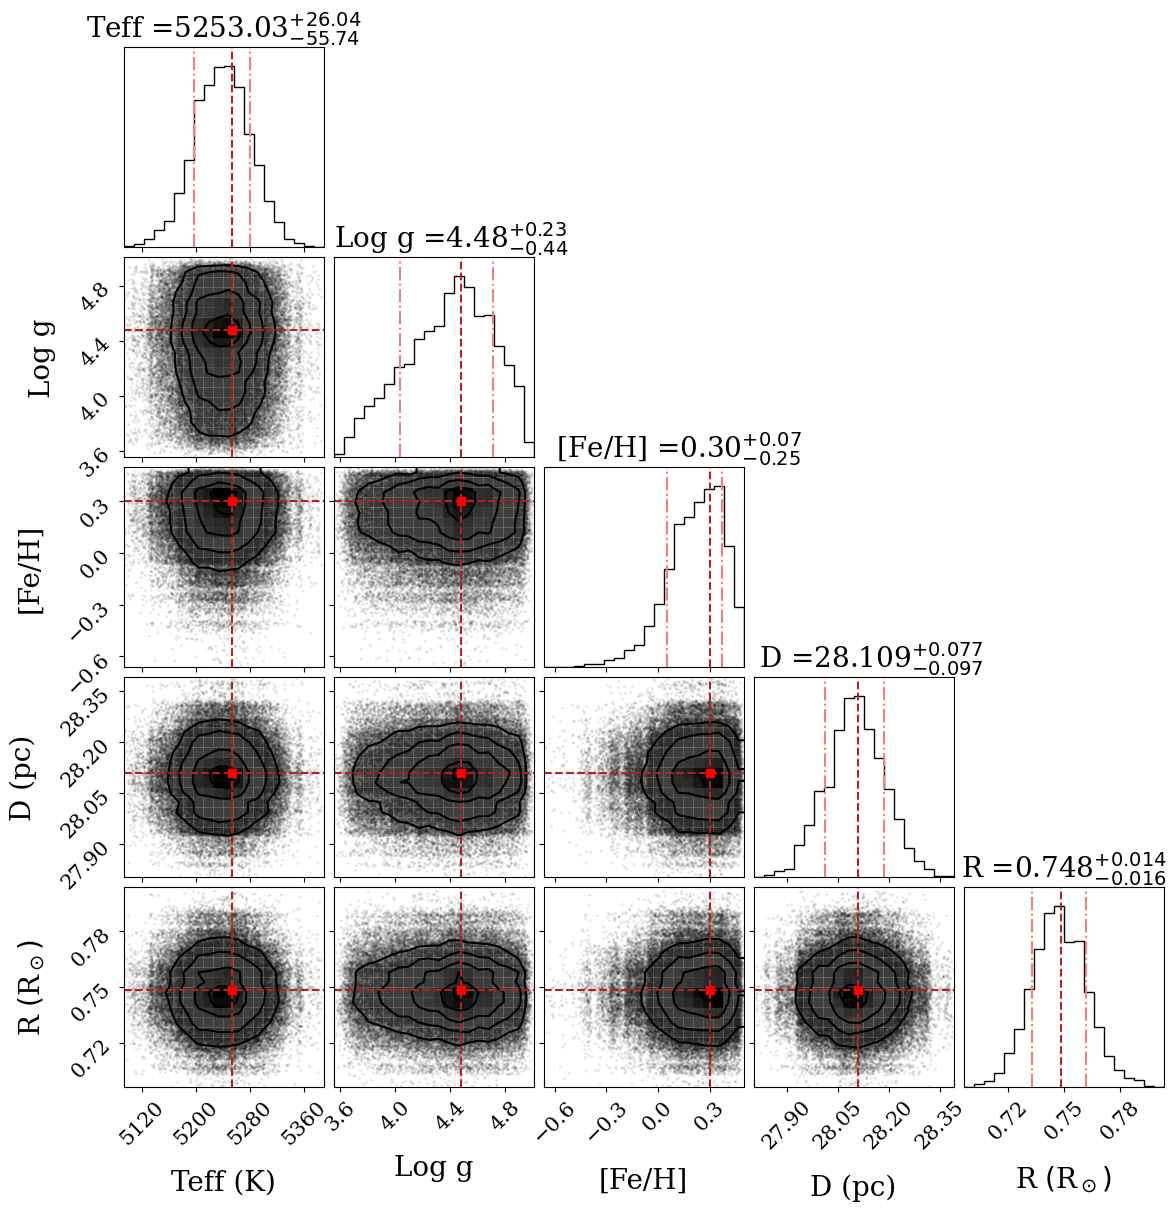 Teff =5253.03+26.04−55.74
Log g =4.48+0.23−0.44
Log g
4.8
4.4
4.0
3.6
[Fe/H] =0.30+0.07−0.25
[Fe/H]
0.3
0.0
−0.3
−0.6
D =28.109+0.077−0.097
D (pc)
28.35
28.20
28.05
27.90
R =0.748+0.014−0.016
R (R⊙)
0.78
0.75
0.72
5120 5200 5280 5360
3.6 4.0 4.4 4.8
−0.6 −0.3 0.0 0.3
27.90 28.05 28.20 28.35
0.72 0.75 0.78
Teff (K)
Log g
[Fe/H]
D (pc)
R (R⊙)